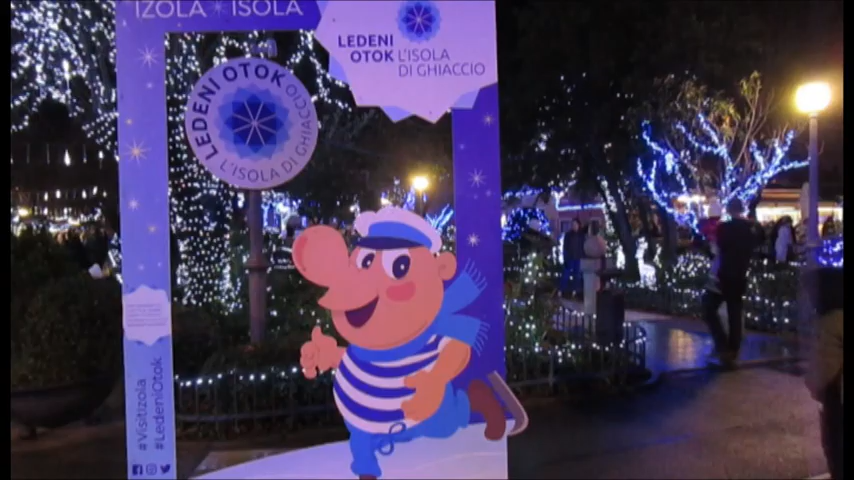 IZOLA * ISOLA
LEDENI
OTOK
L'ISOLA
DI GHIACCIO
LEDENI OTOK
L'ISOLA DI GHIACCIO
#VisitIzola
#LedeniOtok